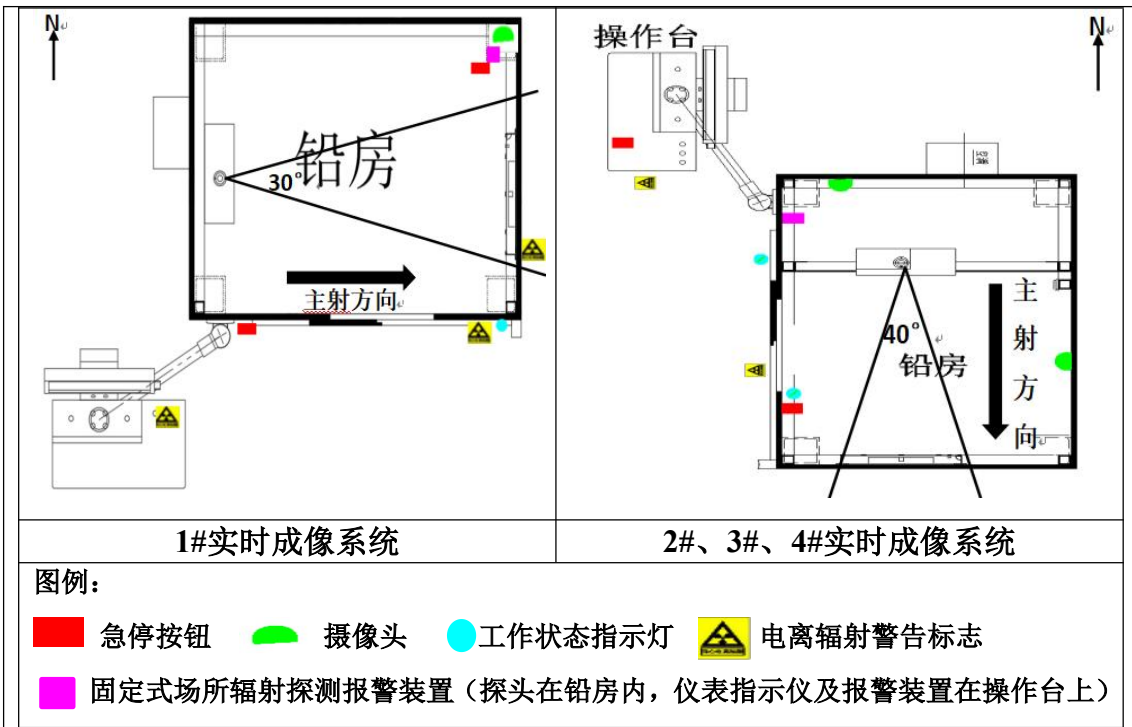 N
铅房
30°
主射方向
1#实时成像系统
操作台
N
40°
铅房
主射方向
2#、3#、4#实时成像系统
图例：
急停按钮 摄像头 工作状态指示灯 电离辐射警告标志
固定式场所辐射探测报警装置（探头在铅房内，仪表指示仪及报警装置在操作台上）